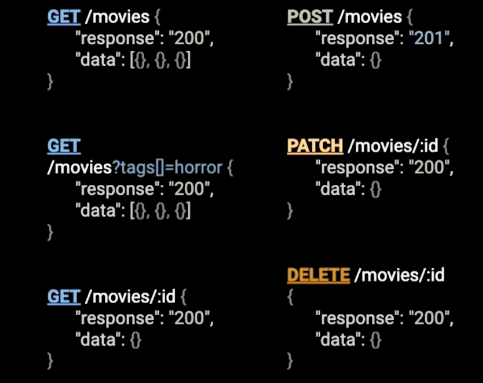 GET /movies {
"response": "200",
"data": [{}, {}, {}]
}
GET
/movies?tags[]=horror {
"response": "200",
"data": [{}, {}, {}]
}
GET /movies/:id {
"response": "200",
"data": {}
}
POST /movies {
"response": "201",
"data": {}
}
PATCH /movies/:id {
"response": "200",
"data": {}
}
DELETE /movies/:id
{
"response": "200",
"data": {}
}